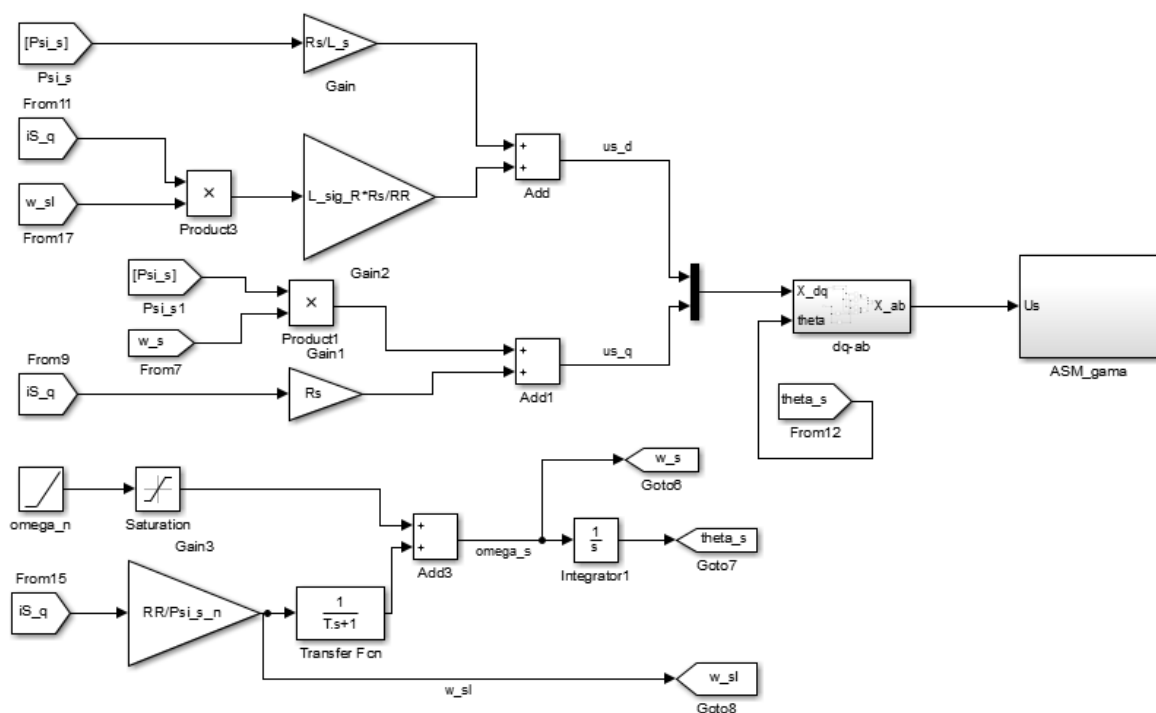 [Psi_s]
Psi_s
Rs/L_s
Gain
From11
iS_q
w_sl
From17
×
Product3
L_sig_R*Rs/RR
Gain2
+
+
Add
us_d
[Psi_s]
Psi_s1
w_s
From7
×
Product1
Gain1
From9
iS_q
Rs
+
+
Add1
us_q
X_dq
theta
X_ab
dq-ab
theta_s
From12
Us
ASM_gama
omega_n
Saturation
Gain3
From15
iS_q
RR/Psi_s_n
1
T.s+1
Transfer Fcn
+
+
Add3
omega_s
w_s
Goto6
1
s
Integrator1
theta_s
Goto7
w_sl
w_sl
Goto8